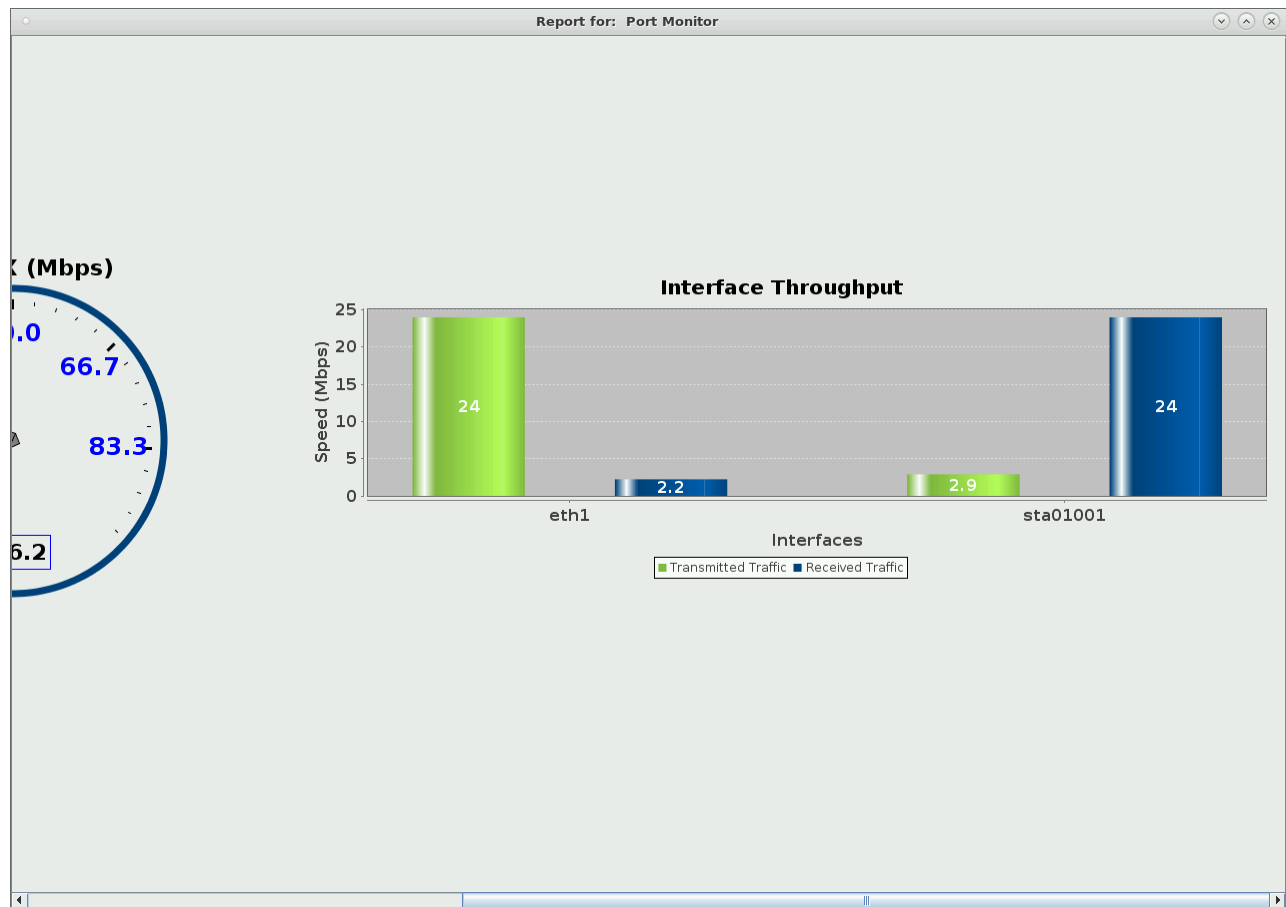 Report for:  Port Monitor
(Mbps)
66.7
83.3
6.2
Interface Throughput
Speed (Mbps)
25
20
15
10
5
0
24
2.2
2.9
24
eth1
sta01001
Interfaces
Transmitted Traffic
Received Traffic